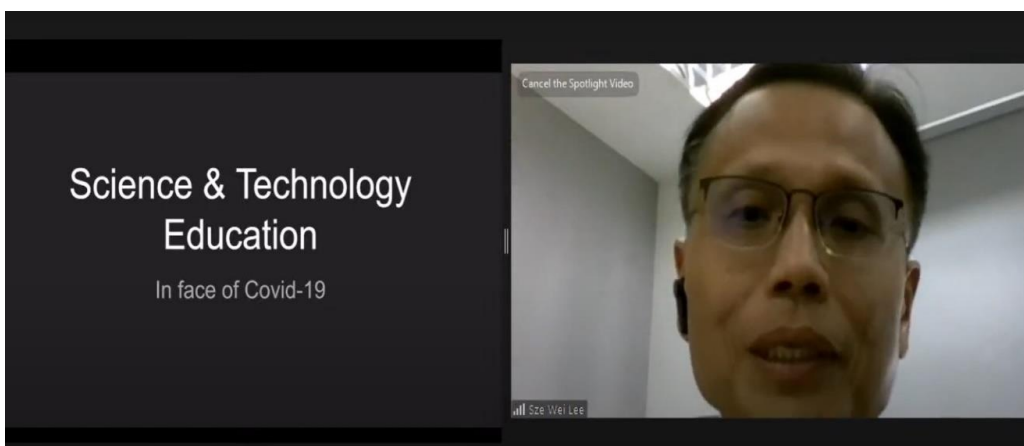 Science & Technology
Education
In face of Covid-19
Cancel the Spotlight Video
Sze Wei Lee